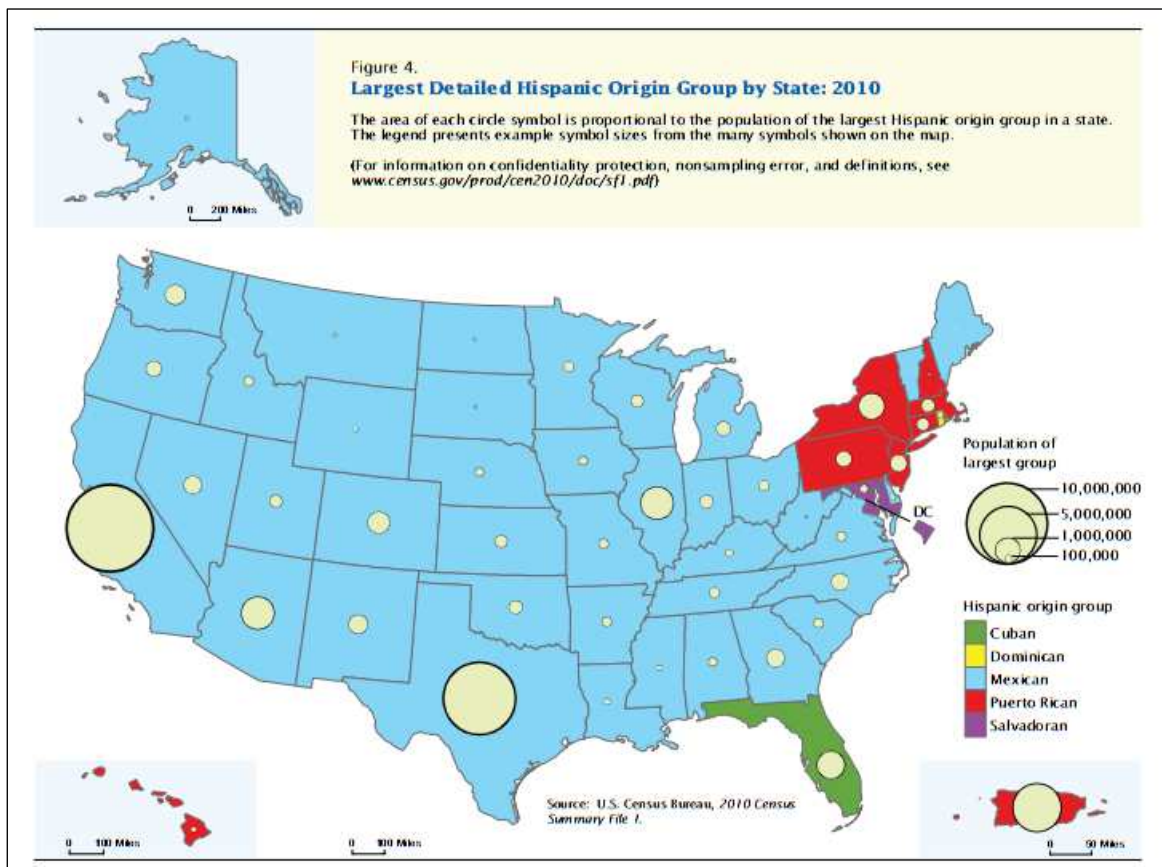 Figure 4.
Largest Detailed Hispanic Origin Group by State: 2010
The area of each circle symbol is proportional to the population of the largest Hispanic origin group in a state.
The legend presents example symbol sizes from the many symbols shown on the map.
(For information on confidentiality protection, nonsampling error, and definitions, see
www.census.gov/prod/cen2010/doc/sf1.pdf)
0 200 Miles
DC
Population of
largest group
10,000,000
5,000,000
1,000,000
100,000
Hispanic origin group
Cuban
Dominican
Mexican
Puerto Rican
Salvadoran
Source: U.S. Census Bureau, 2010 Census
Summary File 1.
0 100 Miles
0 100 Miles
0 50 Miles